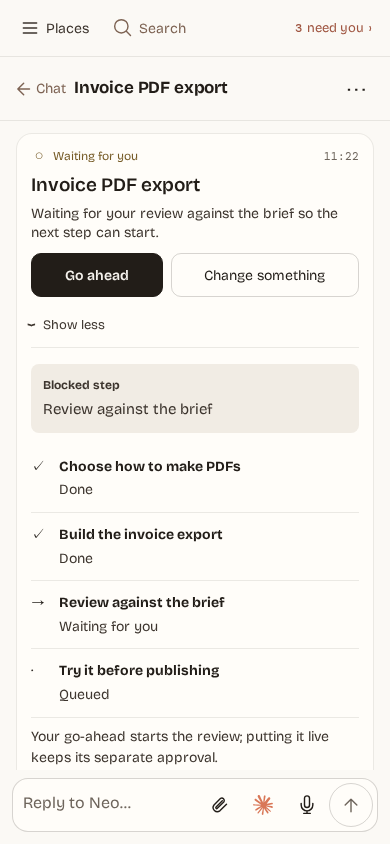 Places
Search
3 need you ›
← Chat
Invoice PDF export
...
Waiting for you
11:22
Invoice PDF export
Waiting for your review against the brief so the
next step can start.
Go ahead
Change something
Show less
Blocked step
Review against the brief
✓ Choose how to make PDFs
Done
✓ Build the invoice export
Done
→ Review against the brief
Waiting for you
· Try it before publishing
Queued
Your go-ahead starts the review; putting it live
keeps its separate approval.
Reply to Neo...